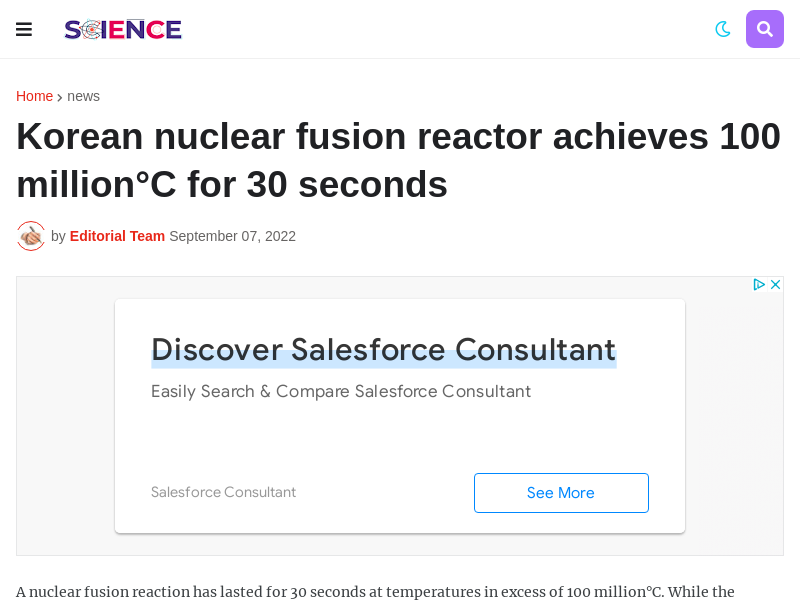 SCIENCE
Home > news
Korean nuclear fusion reactor achieves 100
million°C for 30 seconds
by Editorial Team September 07, 2022
Discover Salesforce Consultant
Easily Search & Compare Salesforce Consultant
Salesforce Consultant
See More
A nuclear fusion reaction has lasted for 30 seconds at temperatures in excess of 100 million°C. While the